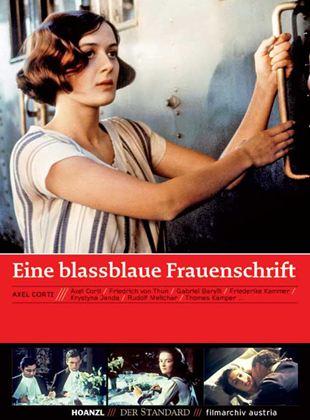 Eine blassblaue Frauenschrift
AXEL CORTI /// Axel Corti / Friedrich von Thun / Gabriel Barylli / Friederike Kammer /
Krystyna Janda / Rudolf Melichar / Thomas Kamper ...
HOANZL /// DER STANDARD /// filmarchiv austria